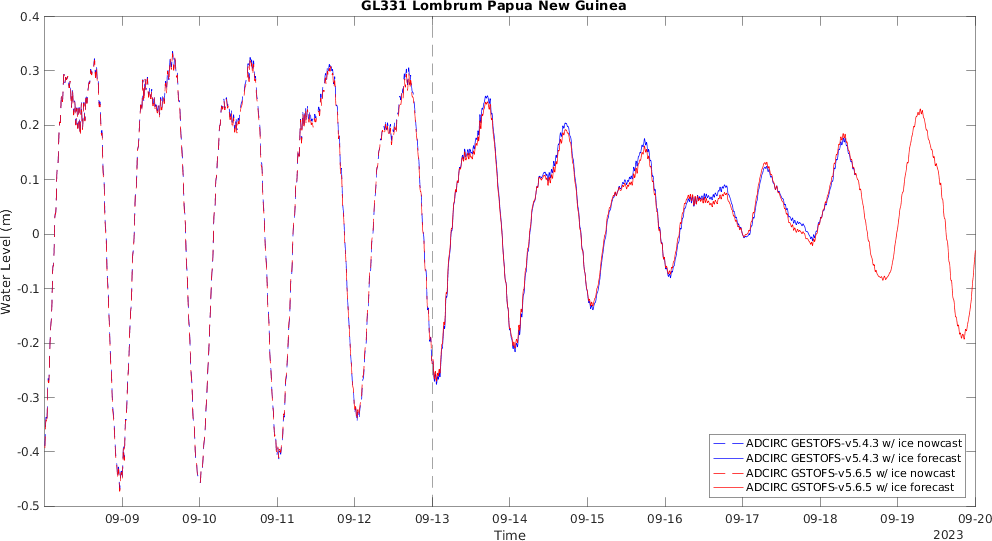 GL331 Lombrum Papua New Guinea
0.4
0.3
0.2
0.1
0
-0.1
-0.2
-0.3
-0.4
-0.5
Water Level (m)
ADCIRC GESTOFS-v5.4.3 w/ ice nowcast
ADCIRC GESTOFS-v5.4.3 w/ ice forecast
ADCIRC GSTOFS-v5.6.5 w/ ice nowcast
ADCIRC GSTOFS-v5.6.5 w/ ice forecast
09-09 09-10 09-11 09-12 09-13 09-14 09-15 09-16 09-17 09-18 09-19 09-20
Time
2023